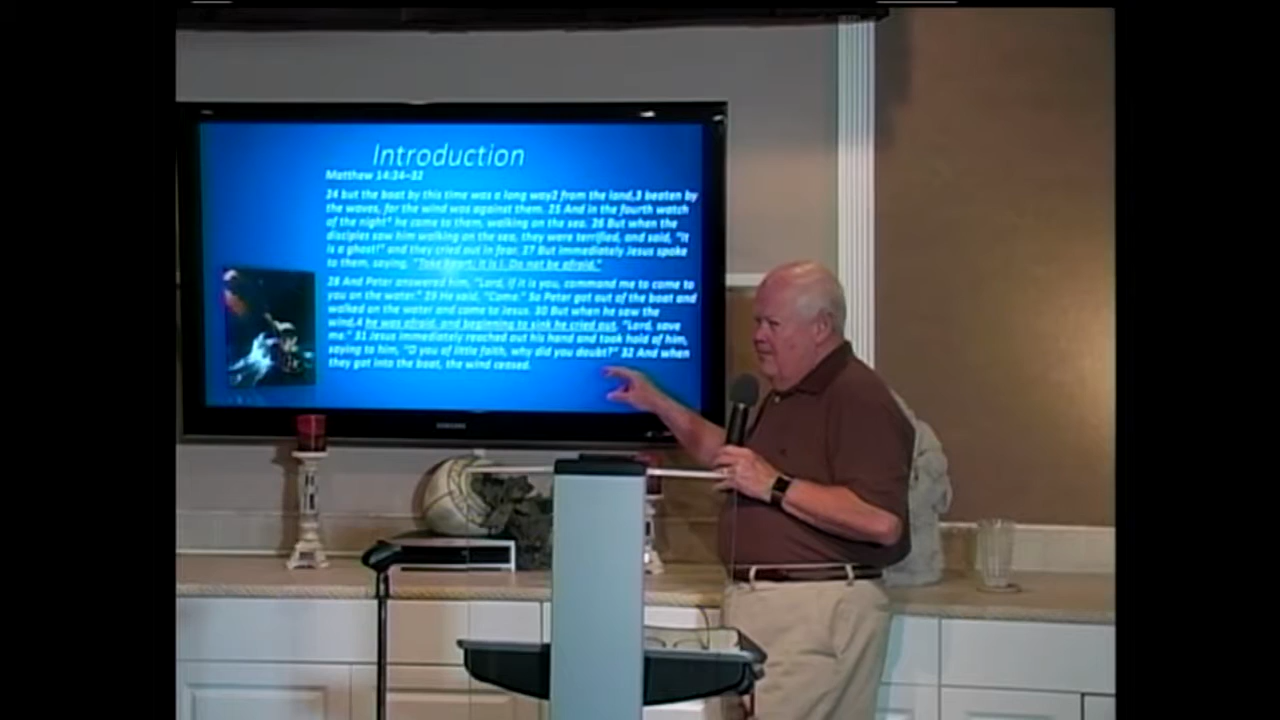 Introduction
Matthew 14:24–32
24 but the boat by this time was a long way2 from the land,3 beaten by
the waves, for the wind was against them. 25 And in the fourth watch
of the night* he came to them, walking on the sea. 26 But when the
disciples saw him walking on the sea, they were terrified, and said, "It
is a ghost!" and they cried out in fear. 27 But immediately Jesus spoke
to them, saying, "Take heart; it is I. Do not be afraid."
28 And Peter answered him, "Lord, if it is you, command me to come to
you on the water." 29 He said, "Come." So Peter got out of the boat and
walked on the water and came to Jesus. 30 But when he saw the
wind,4 he was afraid, and beginning to sink he cried out, "Lord, save
me." 31 Jesus immediately reached out his hand and took hold of him,
saying to him, "O you of little faith, why did you doubt?" 32 And when
they got into the boat, the wind ceased.
SAMSUNG